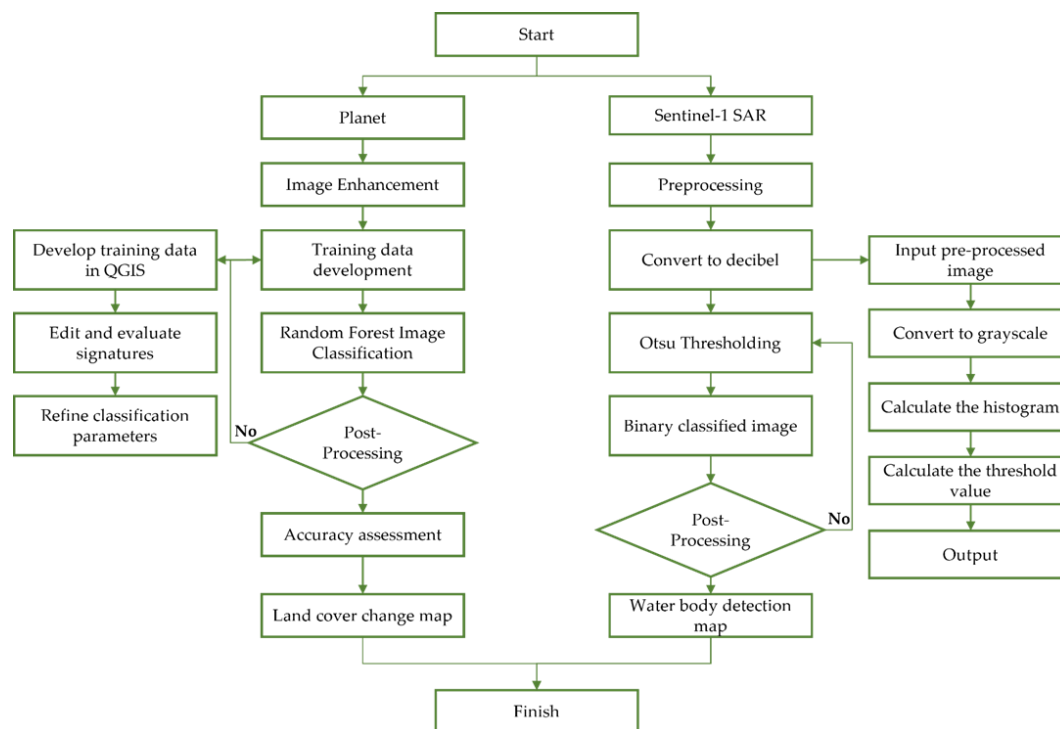 Start
Planet
Image Enhancement
Training data
development
Develop training data
in QGIS
Edit and evaluate
signatures
Refine classification
parameters
Random Forest Image
Classification
No
Post-
Processing
Accuracy assessment
Land cover change map
Sentinel-1 SAR
Preprocessing
Convert to decibel
Otsu Thresholding
Binary classified image
Post-
Processing
No
Water body detection
map
Input pre-processed
image
Convert to grayscale
Calculate the histogram
Calculate the threshold
value
Output
Finish